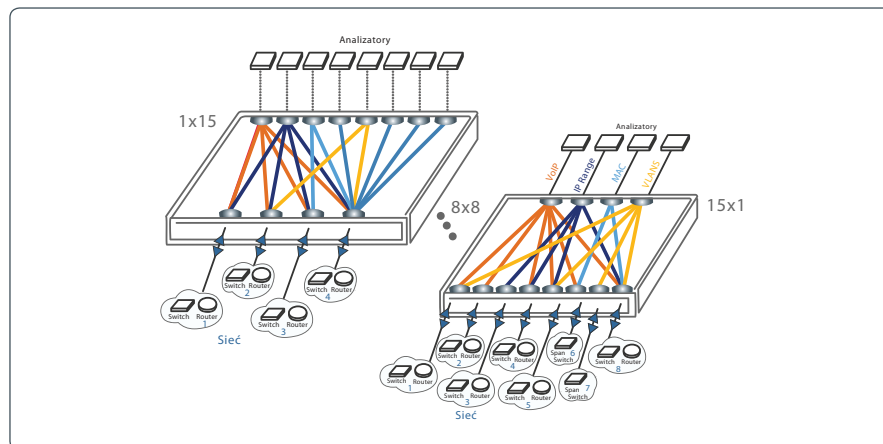 Analizatory
1x15
Analizatory
VoIP
IP Range
MAC
VLANS
8x8
15x1
Switch Router
2
Switch Router
4
Switch Router
1
Switch Router
3
Sieć
Switch Router
2
Switch Router
4
Span
Switch
6
Switch Router
8
Switch Router
1
Switch Router
3
Switch Router
5
Span
Switch
7
Sieć